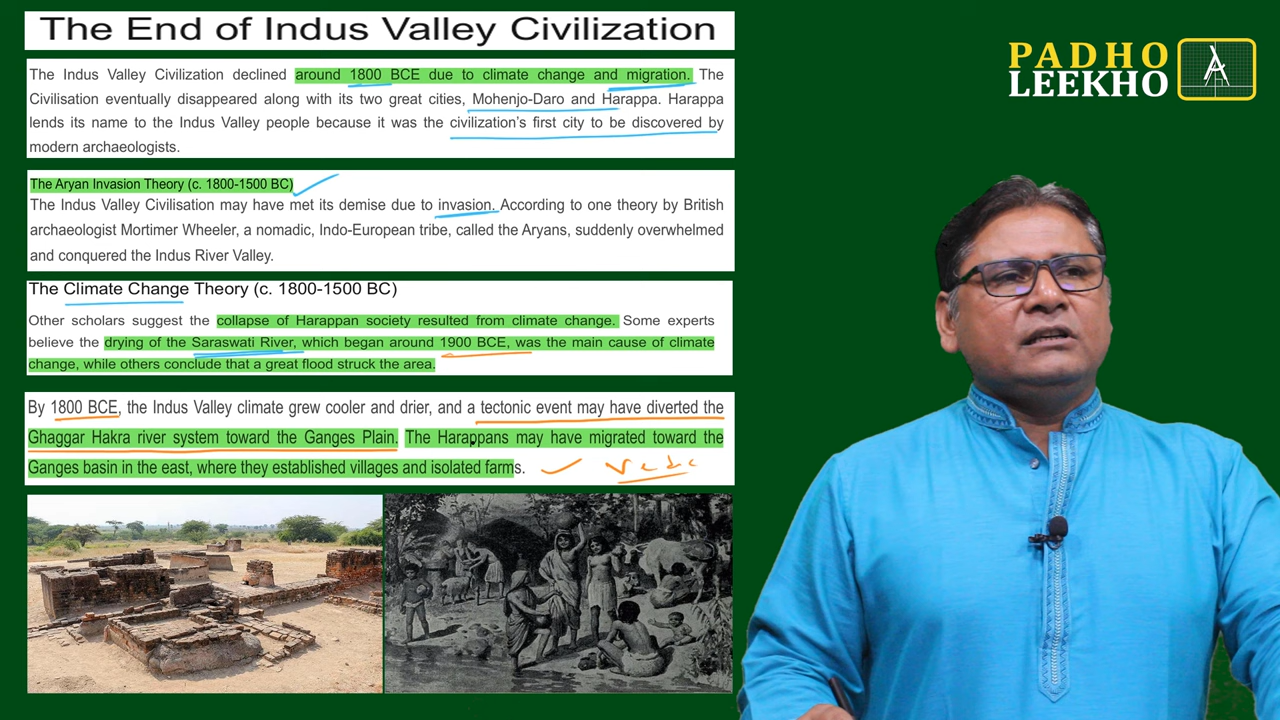 The End of Indus Valley Civilization
PADHO
LEEKHO
The Indus Valley Civilization declined around 1800 BCE due to climate change and migration. The
Civilisation eventually disappeared along with its two great cities, Mohenjo-Daro and Harappa. Harappa
lends its name to the Indus Valley people because it was the civilization's first city to be discovered by
modern archaeologists.
The Aryan Invasion Theory (c. 1800-1500 BC)
The Indus Valley Civilisation may have met its demise due to invasion. According to one theory by British
archaeologist Mortimer Wheeler, a nomadic, Indo-European tribe, called the Aryans, suddenly overwhelmed
and conquered the Indus River Valley.
The Climate Change Theory (c. 1800-1500 BC)
Other scholars suggest the collapse of Harappan society resulted from climate change. Some experts
believe the drying of the Saraswati River, which began around 1900 BCE, was the main cause of climate
change, while others conclude that a great flood struck the area.
By 1800 BCE, the Indus Valley climate grew cooler and drier, and a tectonic event may have diverted the
Ghaggar Hakra river system toward the Ganges Plain. The Harappans may have migrated toward the
Ganges basin in the east, where they established villages and isolated farms.